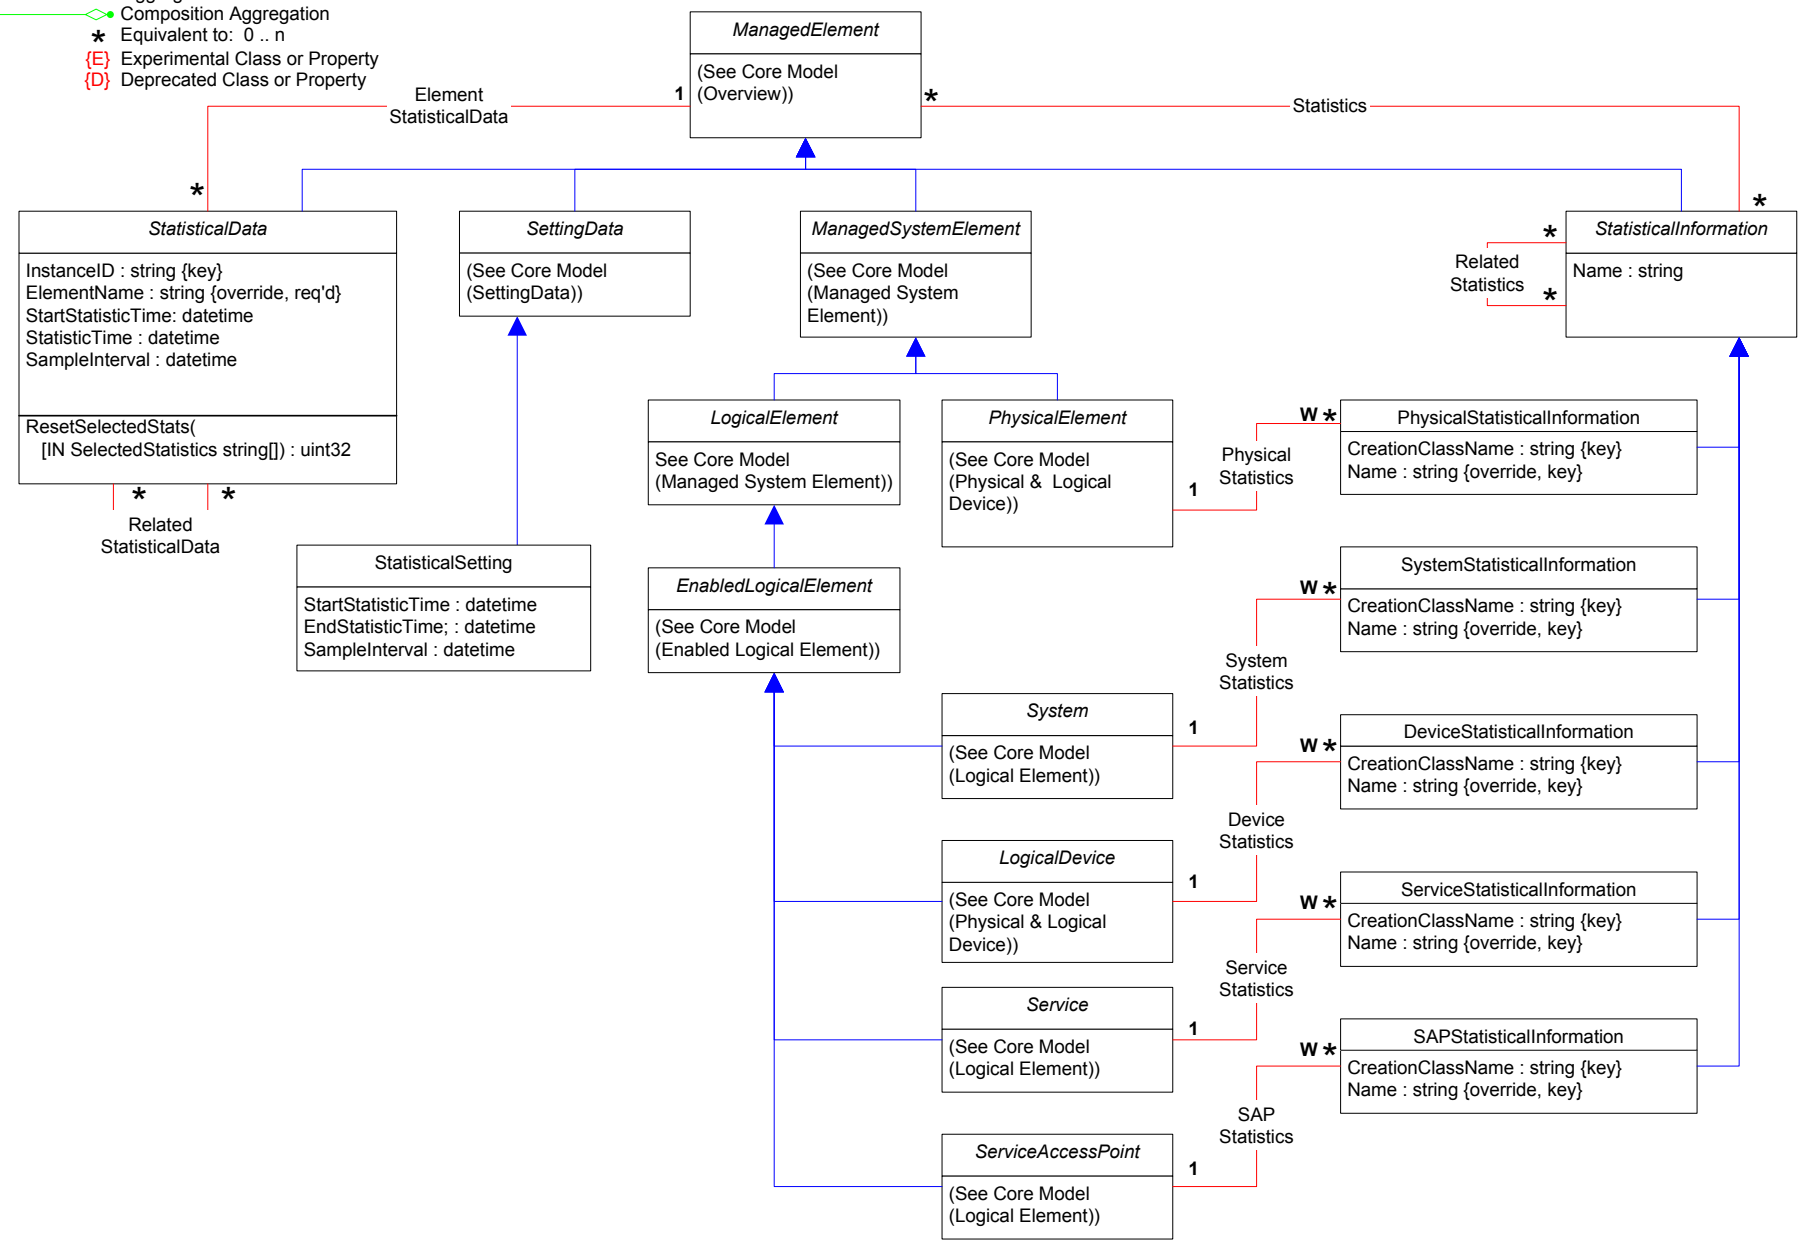 Composition Aggregation
* Equivalent to: 0 .. n
{E} Experimental Class or Property
{D} Deprecated Class or Property
ManagedElement
(See Core Model
(Overview))
Element
StatisticalData
1
*
Statistics
*
*
StatisticalData
InstanceID : string {key}
ElementName : string {override, req'd}
StartStatisticTime: datetime
StatisticTime : datetime
SampleInterval : datetime
ResetSelectedStats(
[IN SelectedStatistics string[]) : uint32
*
*
Related
StatisticalData
SettingData
(See Core Model
(SettingData))
ManagedSystemElement
(See Core Model
(Managed System
Element))
StatisticalInformation
Name : string
*
Related
Statistics
*
StatisticalSetting
StartStatisticTime : datetime
EndStatisticTime; : datetime
SampleInterval : datetime
LogicalElement
See Core Model
(Managed System Element))
PhysicalElement
(See Core Model
(Physical & Logical
Device))
1
Physical
Statistics
W *
PhysicalStatisticalInformation
CreationClassName : string {key}
Name : string {override, key}
EnabledLogicalElement
(See Core Model
(Enabled Logical Element))
System
(See Core Model
(Logical Element))
1
System
Statistics
W *
SystemStatisticalInformation
CreationClassName : string {key}
Name : string {override, key}
LogicalDevice
(See Core Model
(Physical & Logical
Device))
1
Device
Statistics
W *
DeviceStatisticalInformation
CreationClassName : string {key}
Name : string {override, key}
Service
(See Core Model
(Logical Element))
1
Service
Statistics
W *
ServiceStatisticalInformation
CreationClassName : string {key}
Name : string {override, key}
ServiceAccessPoint
(See Core Model
(Logical Element))
1
SAP
Statistics
W *
SAPStatisticalInformation
CreationClassName : string {key}
Name : string {override, key}